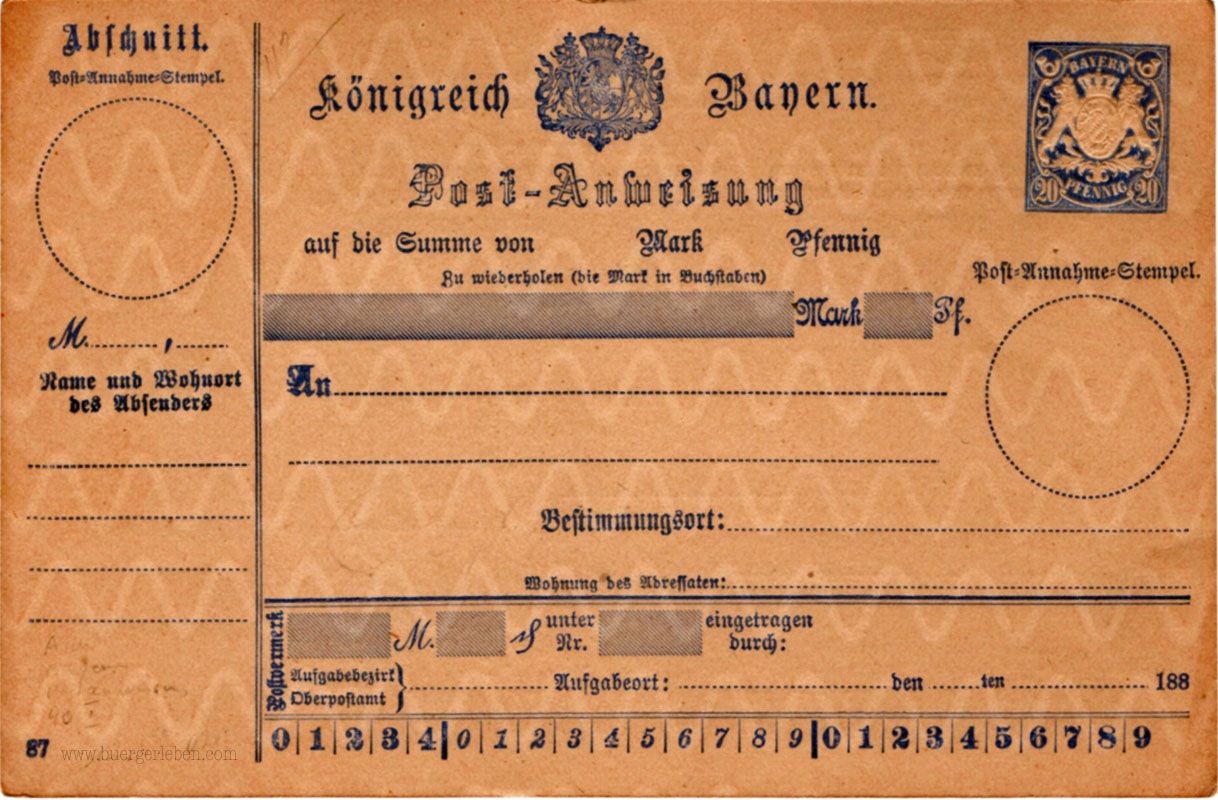 Abschnitt.
Post-Annahme-Stempel.
M. ,
Name und Wohnort
des Absenders
87
www.buergerleben.com
Königreich Bayern.
BAYERN
20 PFENNIG 20
Post-Anweisung
auf die Summe von Mark Pfennig
Zu wiederholen (die Mark in Buchstaben)
Mark Pf.
Post-Annahme-Stempel.
An
Bestimmungsort:
Wohnung des Adressaten:
Postvermerk
M. ₰ unter Nr. eingetragen durch:
Aufgabebezirk
Oberpostamt
Aufgabeort: den ten 188
0 1 2 3 4 0 1 2 3 4 5 6 7 8 9 0 1 2 3 4 5 6 7 8 9